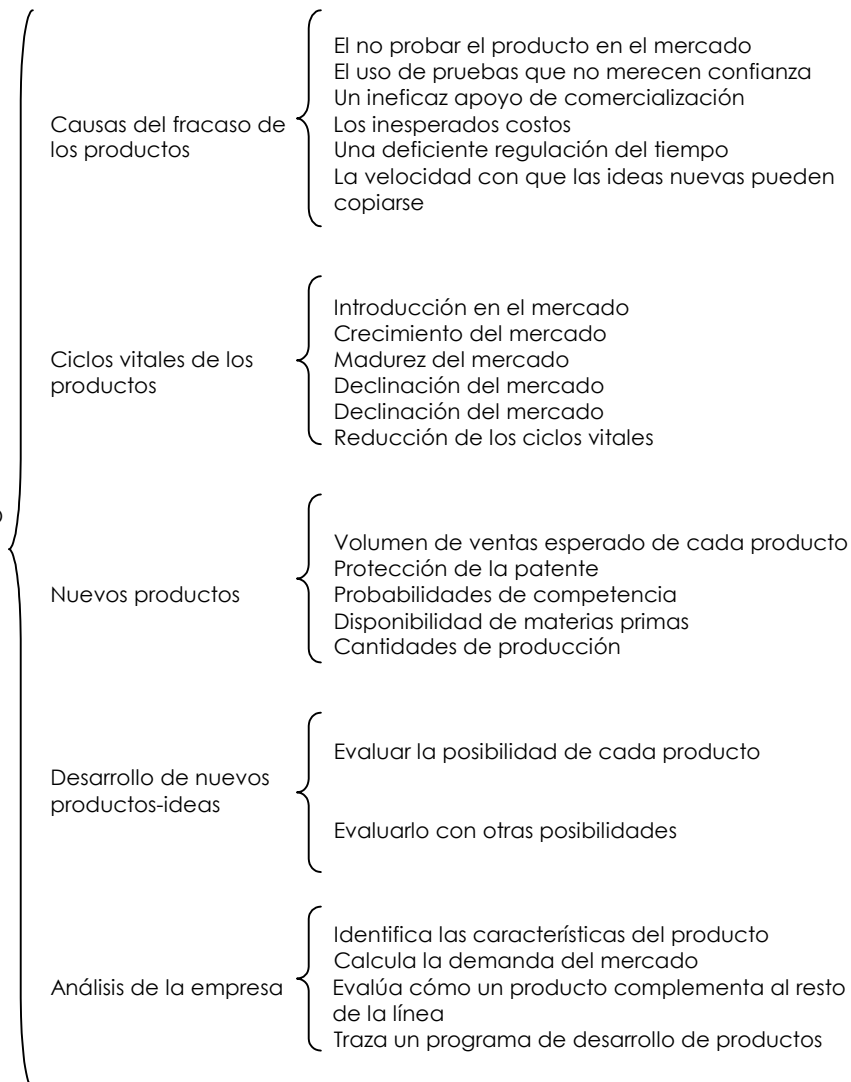 El no probar el producto en el mercado
El uso de pruebas que no merecen confianza
Un ineficaz apoyo de comercialización
Causas del fracaso de
los productos
Los inesperados costos
Una deficiente regulación del tiempo
La velocidad con que las ideas nuevas pueden
copiarse
Introducción en el mercado
Crecimiento del mercado
Ciclos vitales de los
productos
Madurez del mercado
Declinación del mercado
Declinación del mercado
Reducción de los ciclos vitales
Volumen de ventas esperado de cada producto
Protección de la patente
Nuevos productos
Probabilidades de competencia
Disponibilidad de materias primas
Cantidades de producción
Evaluar la posibilidad de cada producto
Desarrollo de nuevos
productos-ideas
Evaluarlo con otras posibilidades
Identifica las características del producto
Calcula la demanda del mercado
Análisis de la empresa
Evalúa cómo un producto complementa al resto
de la línea
Traza un programa de desarrollo de productos